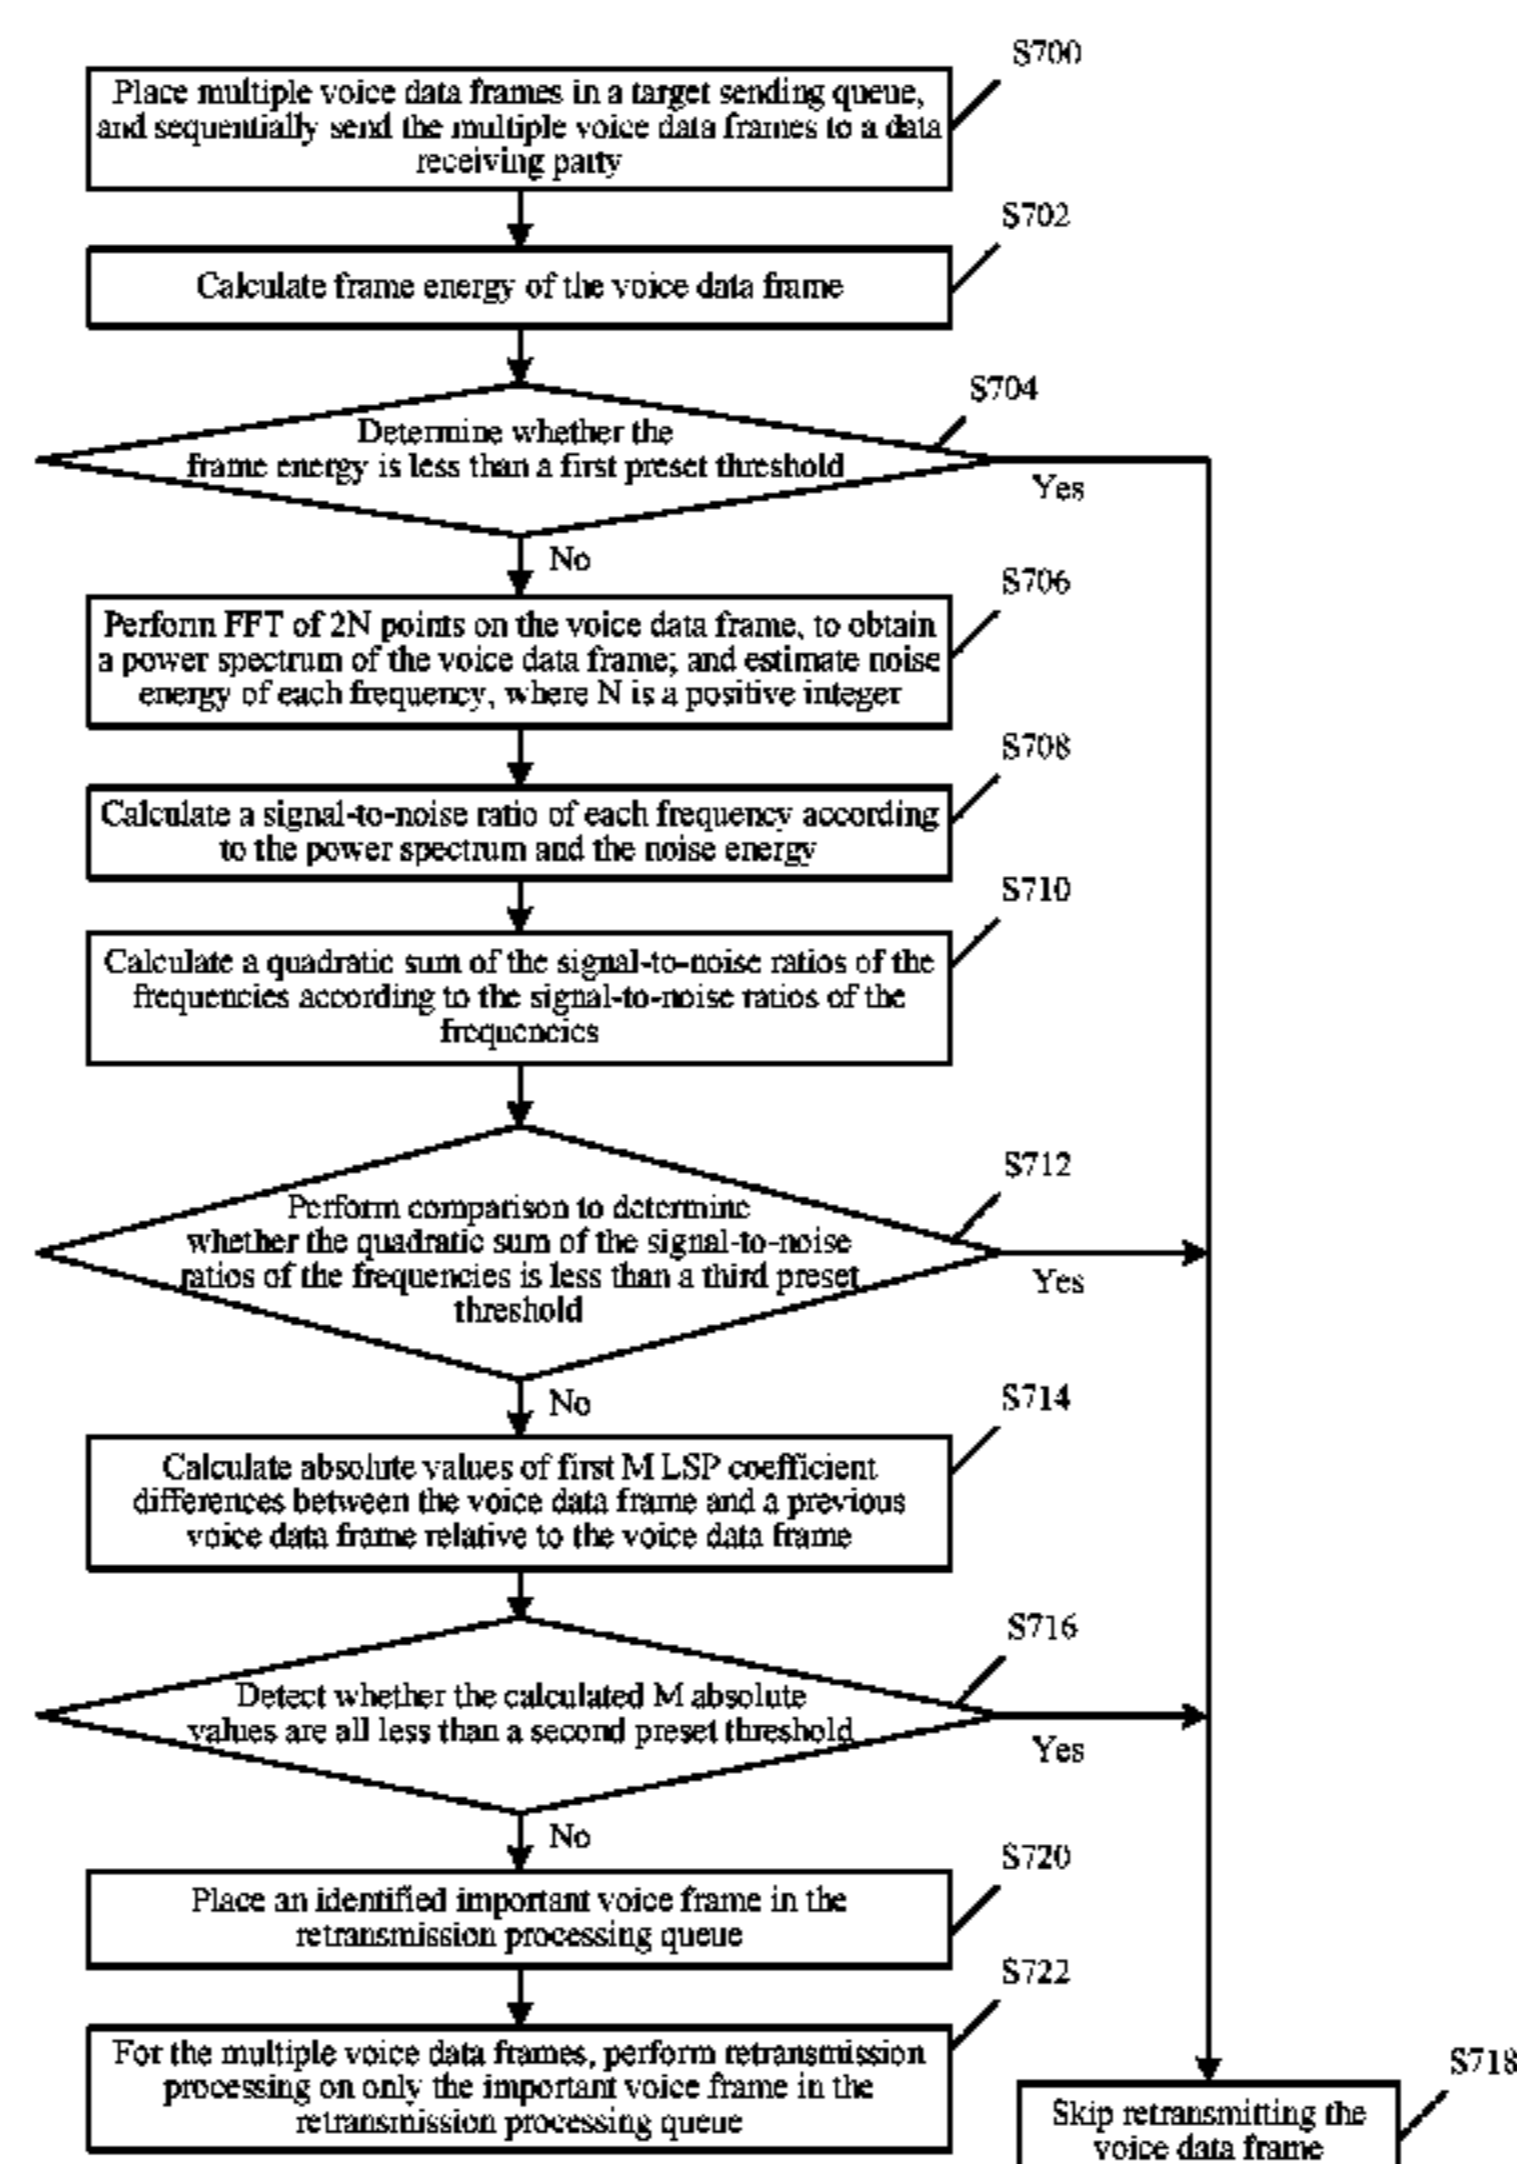 S700
Place multiple voice data frames in a target sending queue,
and sequentially send the multiple voice data frames to a data
receiving party
S702
Calculate frame energy of the voice data frame
S704
Determine whether the
frame energy is less than a first preset threshold
Yes
No
S706
Perform FFT of 2N points on the voice data frame, to obtain
a power spectrum of the voice data frame; and estimate noise
energy of each frequency, where N is a positive integer
S708
Calculate a signal-to-noise ratio of each frequency according
to the power spectrum and the noise energy
S710
Calculate a quadratic sum of the signal-to-noise ratios of the
frequencies according to the signal-to-noise ratios of the
frequencies
S712
Perform comparison to determine
whether the quadratic sum of the signal-to-noise
ratios of the frequencies is less than a third preset
threshold
Yes
No
S714
Calculate absolute values of first M LSP coefficient
differences between the voice data frame and a previous
voice data frame relative to the voice data frame
S716
Detect whether the calculated M absolute
values are all less than a second preset threshold
Yes
No
S720
Place an identified important voice frame in the
retransmission processing queue
S722
For the multiple voice data frames, perform retransmission
processing on only the important voice frame in the
retransmission processing queue
S718
Skip retransmitting the
voice data frame